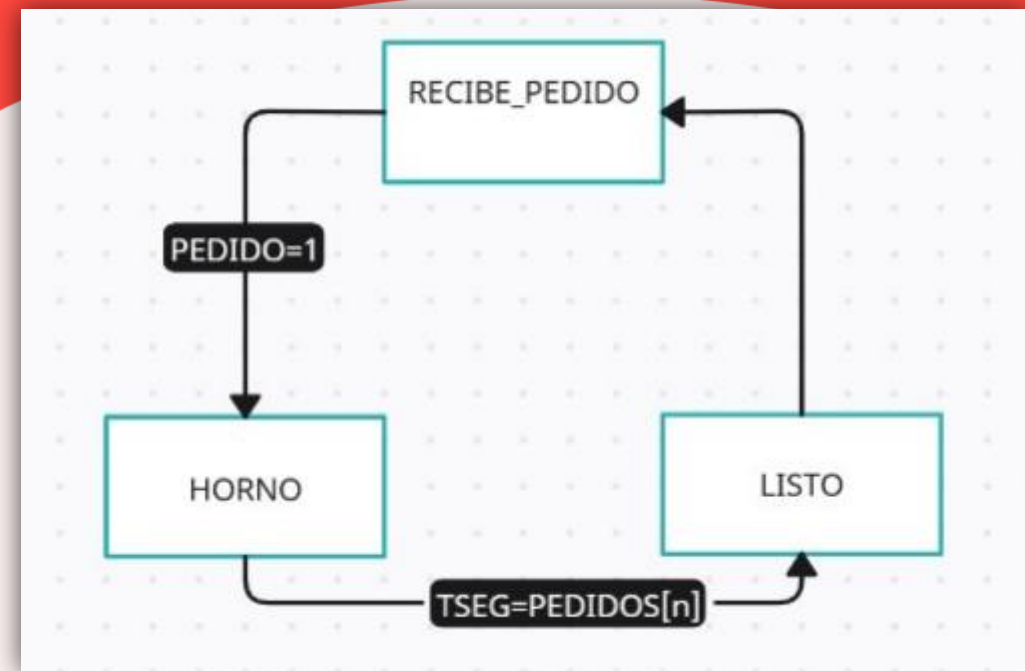 RECIBE_PEDIDO
PEDIDO=1
HORNO
LISTO
TSEG=PEDIDOS[n]